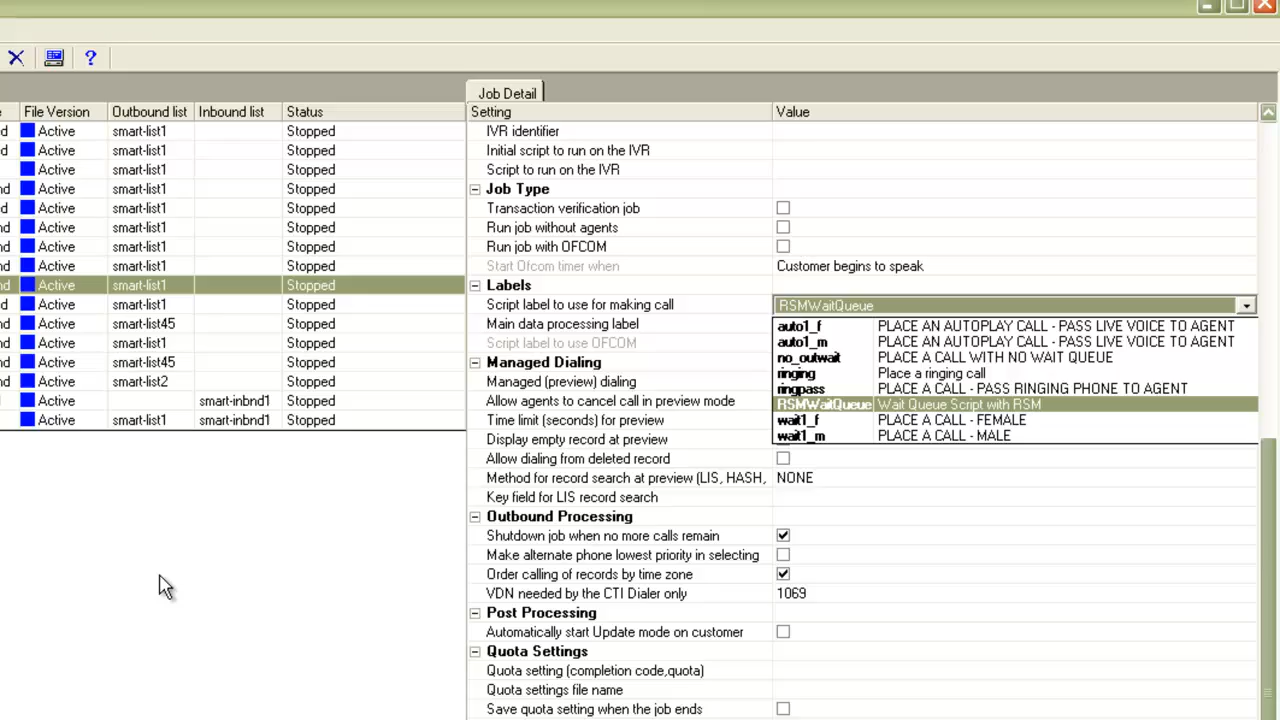 ?
Job Detail
File Version Outbound list Inbound list Status
Setting Value
Active smart-list1 Stopped
Active smart-list1 Stopped
Active smart-list1 Stopped
nd Active smart-list1 Stopped
Active smart-list1 Stopped
nd Active smart-list1 Stopped
nd Active smart-list1 Stopped
nd Active smart-list1 Stopped
nd Active smart-list1 Stopped
Active smart-list1 Stopped
nd Active smart-list45 Stopped
Active smart-list1 Stopped
nd Active smart-list45 Stopped
nd Active smart-list2 Stopped
Active smart-inbnd1 Stopped
Active smart-list1 smart-inbnd1 Stopped
IVR identifier
Initial script to run on the IVR
Script to run on the IVR
Job Type
Transaction verification job
Run job without agents
Run job with OFCOM
Start Ofcom timer when Customer begins to speak
Labels
Script label to use for making call RSMWaitQueue
Main data processing label
Script label to use OFCOM
Managed Dialing
Managed (preview) dialing
Allow agents to cancel call in preview mode
Time limit (seconds) for preview
Display empty record at preview
auto1_f PLACE AN AUTOPLAY CALL - PASS LIVE VOICE TO AGENT
auto1_m PLACE AN AUTOPLAY CALL - PASS LIVE VOICE TO AGENT
no_outwait PLACE A CALL WITH NO WAIT QUEUE
ringing Place a ringing call
ringpass PLACE A CALL - PASS RINGING PHONE TO AGENT
RSMWaitQueue Wait Queue Script with RSM
wait1_f PLACE A CALL - FEMALE
wait1_m PLACE A CALL - MALE
Allow dialing from deleted record
Method for record search at preview (LIS, HASH, NONE
Key field for LIS record search
Outbound Processing
Shutdown job when no more calls remain
Make alternate phone lowest priority in selecting
Order calling of records by time zone
VDN needed by the CTI Dialer only 1069
Post Processing
Automatically start Update mode on customer
Quota Settings
Quota setting (completion code,quota)
Quota settings file name
Save quota setting when the job ends